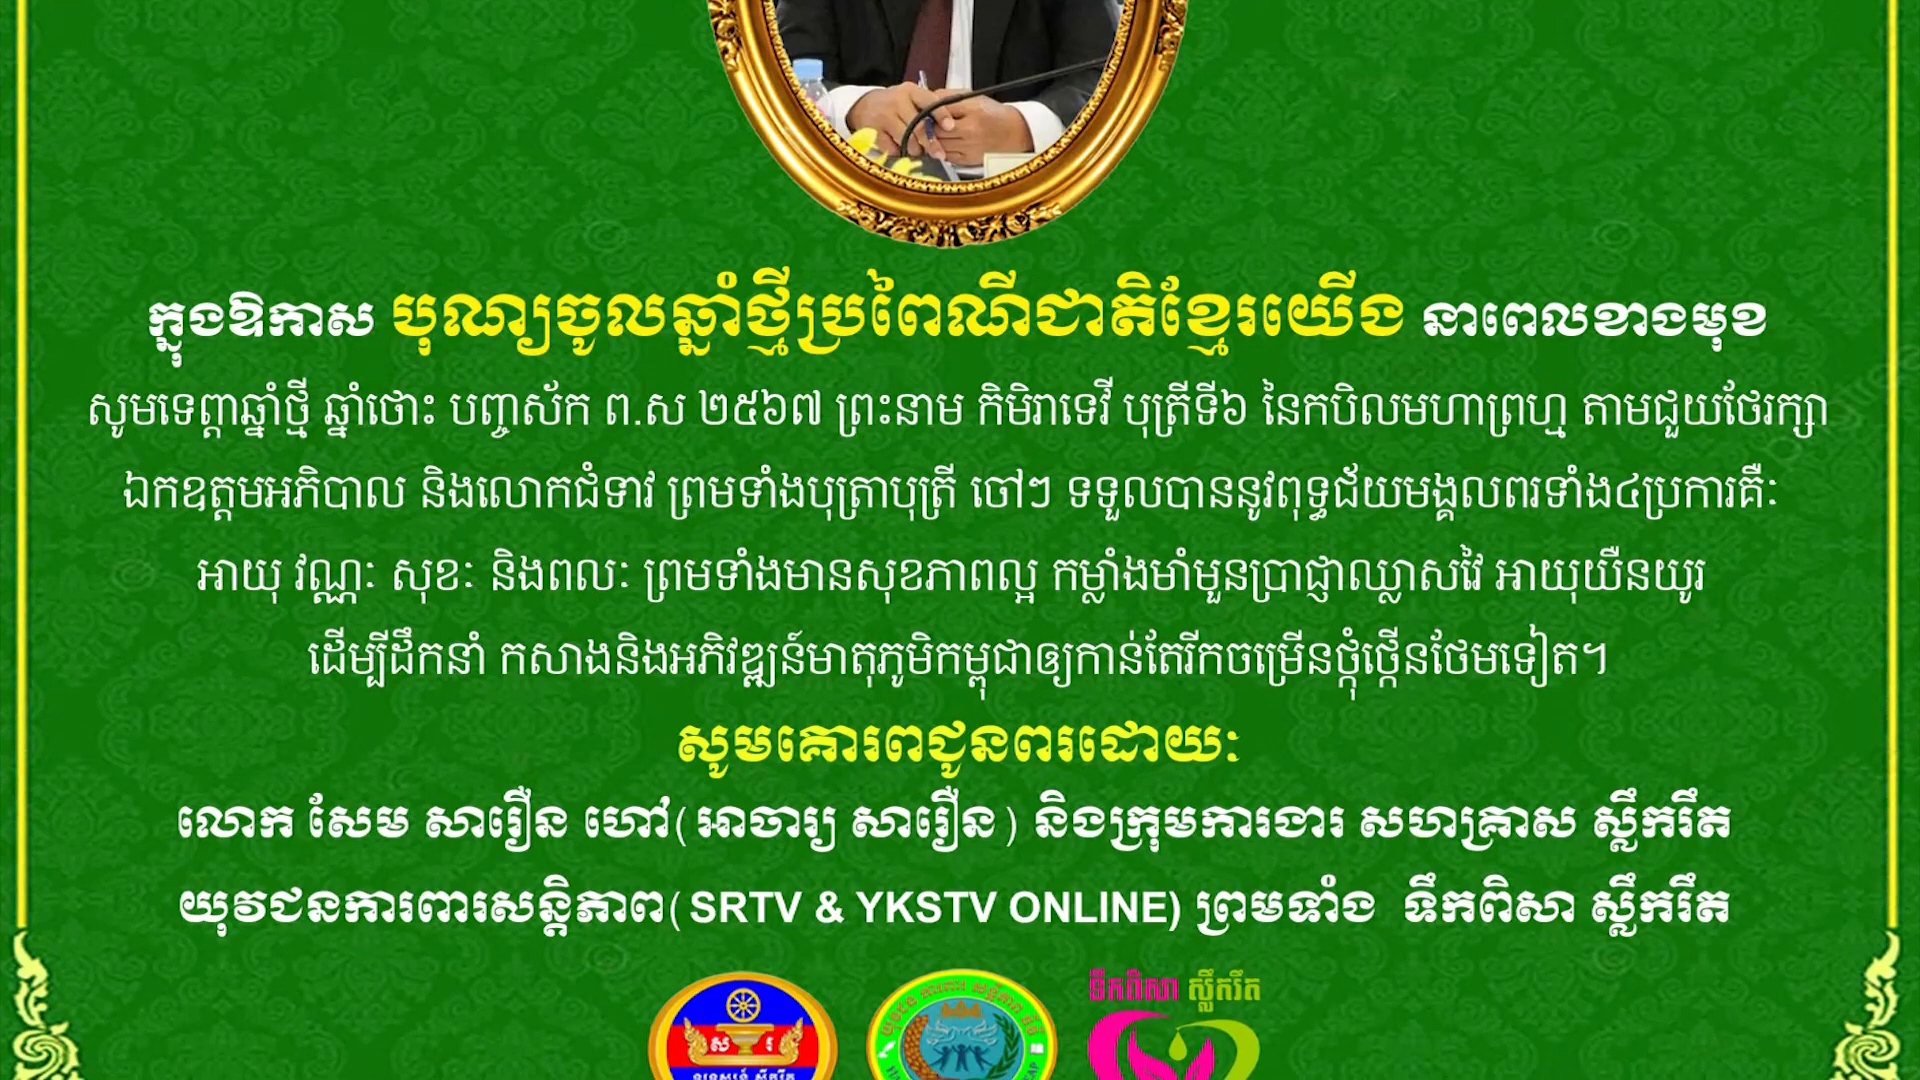 ក្នុងឱកាស បុណ្យចូលឆ្នាំថ្មីប្រពៃណីជាតិខ្មែរយើង នាពេលខាងមុខ
សូមទេព្តាឆ្នាំថ្មី ឆ្នាំថោះ បញ្ចស័ក ព.ស ២៥៦៧ ព្រះនាម កិមិរាទេវី បុត្រីទី៦ នៃកបិលមហាព្រហ្ម តាមជួយថែរក្សា
ឯកឧត្តមអភិបាល និងលោកជំទាវ ព្រមទាំងបុត្រាបុត្រី ចៅៗ ទទួលបាននូវពុទ្ធជ័យមង្គលពរទាំង៤ប្រការគឺៈ
អាយុ វណ្ណៈ សុខៈ និងពលៈ ព្រមទាំងមានសុខភាពល្អ កម្លាំងមាំមួនប្រាជ្ញាឈ្លាសវៃ អាយុយឺនយូរ
ដើម្បីដឹកនាំ កសាងនិងអភិវឌ្ឍន៍មាតុភូមិកម្ពុជាឲ្យកាន់តែរីកចម្រើនថ្កុំថ្កើនថែមទៀត។
សូមគោរពជូនពរដោយៈ
លោក សែម សារឿន ហៅ(អាចារ្យ សារឿន) និងក្រុមការងារ សហគ្រាស ស្លឹករឹត
យុវជនការពារសន្តិភាព(SRTV & YKSTV ONLINE) ព្រមទាំង ទឹកពិសា ស្លឹករឹត
ទឹកពិសា ស្លឹករឹត
ស រ